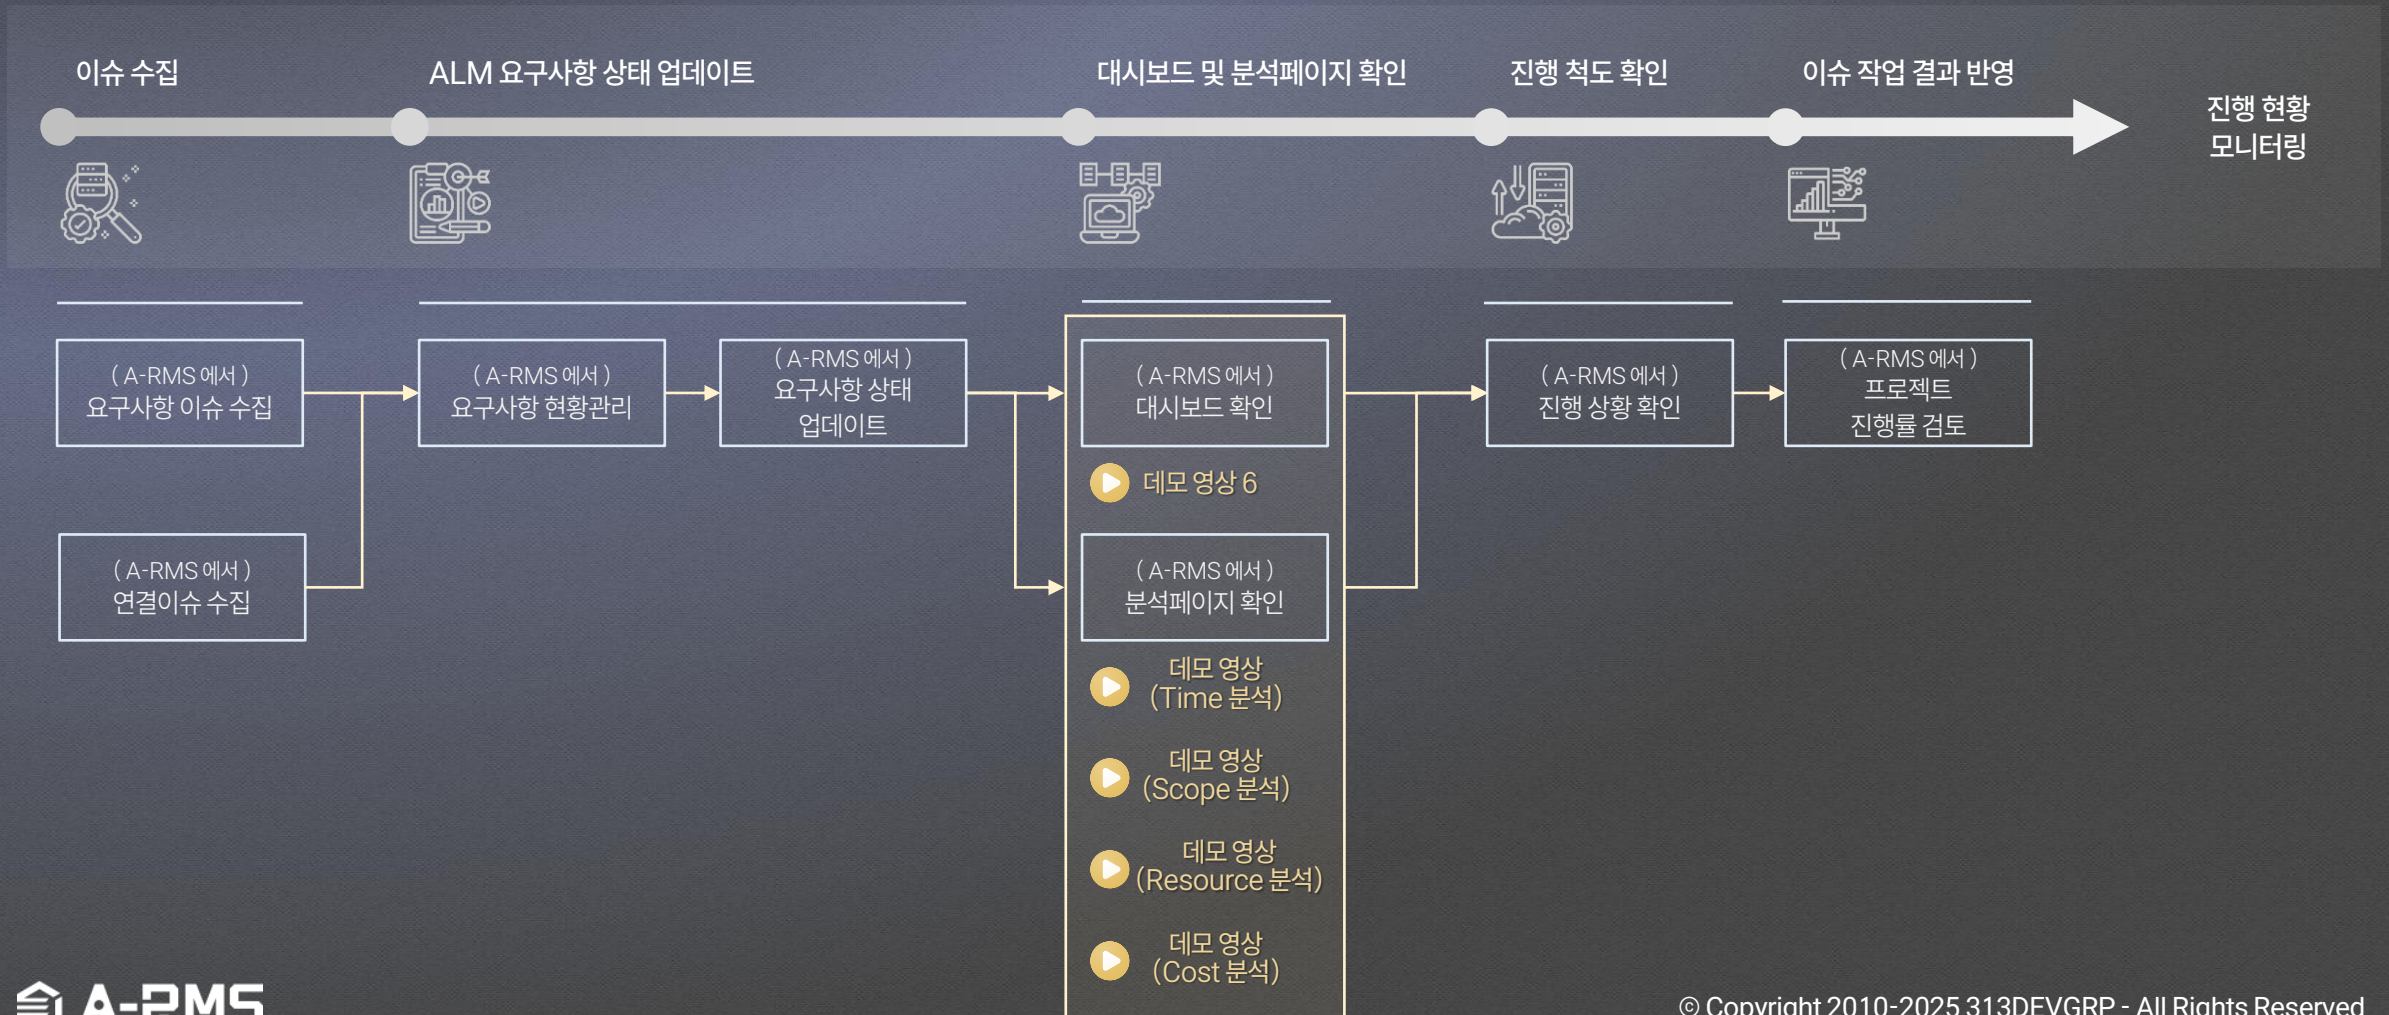 이슈 수집
ALM 요구사항 상태 업데이트
대시보드 및 분석페이지 확인
진행 척도 확인
이슈 작업 결과 반영
진행 현황
모니터링
( A-RMS 에서 )
요구사항 이슈 수집
( A-RMS 에서 )
요구사항 현황관리
( A-RMS 에서 )
요구사항 상태
업데이트
( A-RMS 에서 )
대시보드 확인
( A-RMS 에서 )
진행 상황 확인
( A-RMS 에서 )
프로젝트
진행률 검토
데모 영상 6
( A-RMS 에서 )
연결이슈 수집
( A-RMS 에서 )
분석페이지 확인
데모 영상
(Time 분석)
데모 영상
(Scope 분석)
데모 영상
(Resource 분석)
데모 영상
(Cost 분석)
A-RMS
© Copyright 2010-2025 313DEVGRP - All Rights Reserved